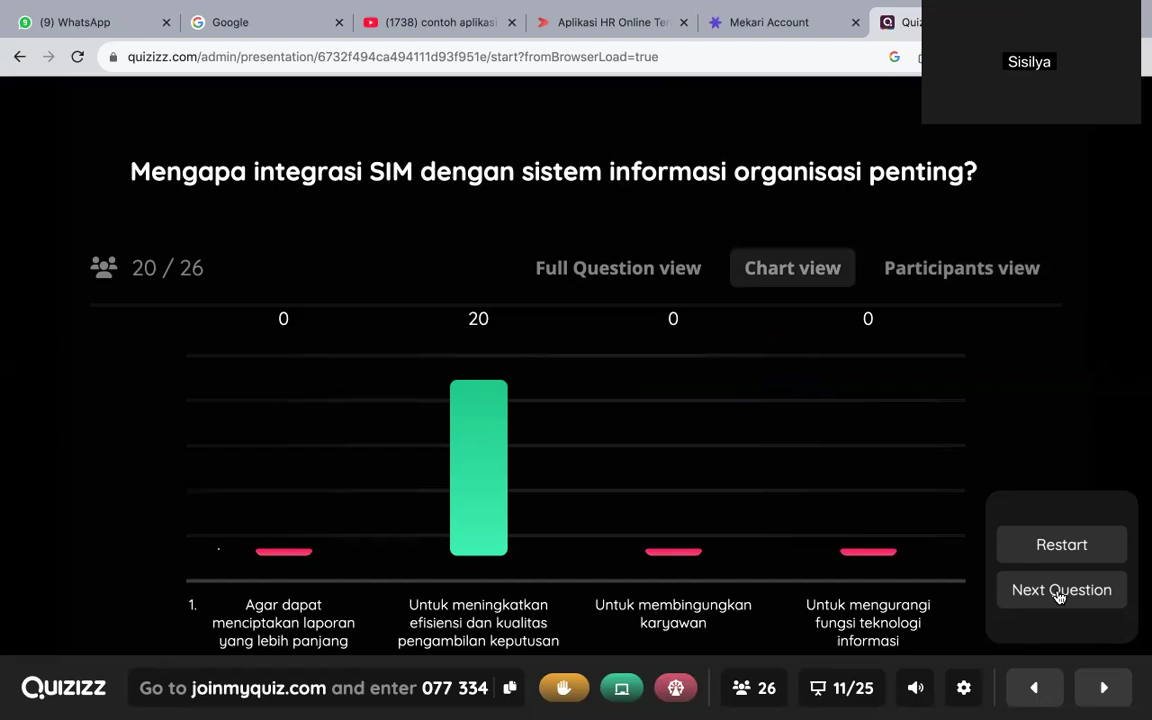 (9) WhatsApp
Google
(1738) contoh aplikasi
Aplikasi HR Online Ter
Mekari Account
Quiz
quizizz.com/admin/presentation/6732f494ca494111d93f951e/start?fromBrowserLoad=true
Sisilya
Mengapa integrasi SIM dengan sistem informasi organisasi penting?
20 / 26
Full Question view
Chart view
Participants view
0
20
0
0
1.
Agar dapat
menciptakan laporan
yang lebih panjang
Untuk meningkatkan
efisiensi dan kualitas
pengambilan keputusan
Untuk membingungkan
karyawan
Untuk mengurangi
fungsi teknologi
informasi
Restart
Next Question
Quizizz
Go to joinmyquiz.com and enter 077 334
26
11/25